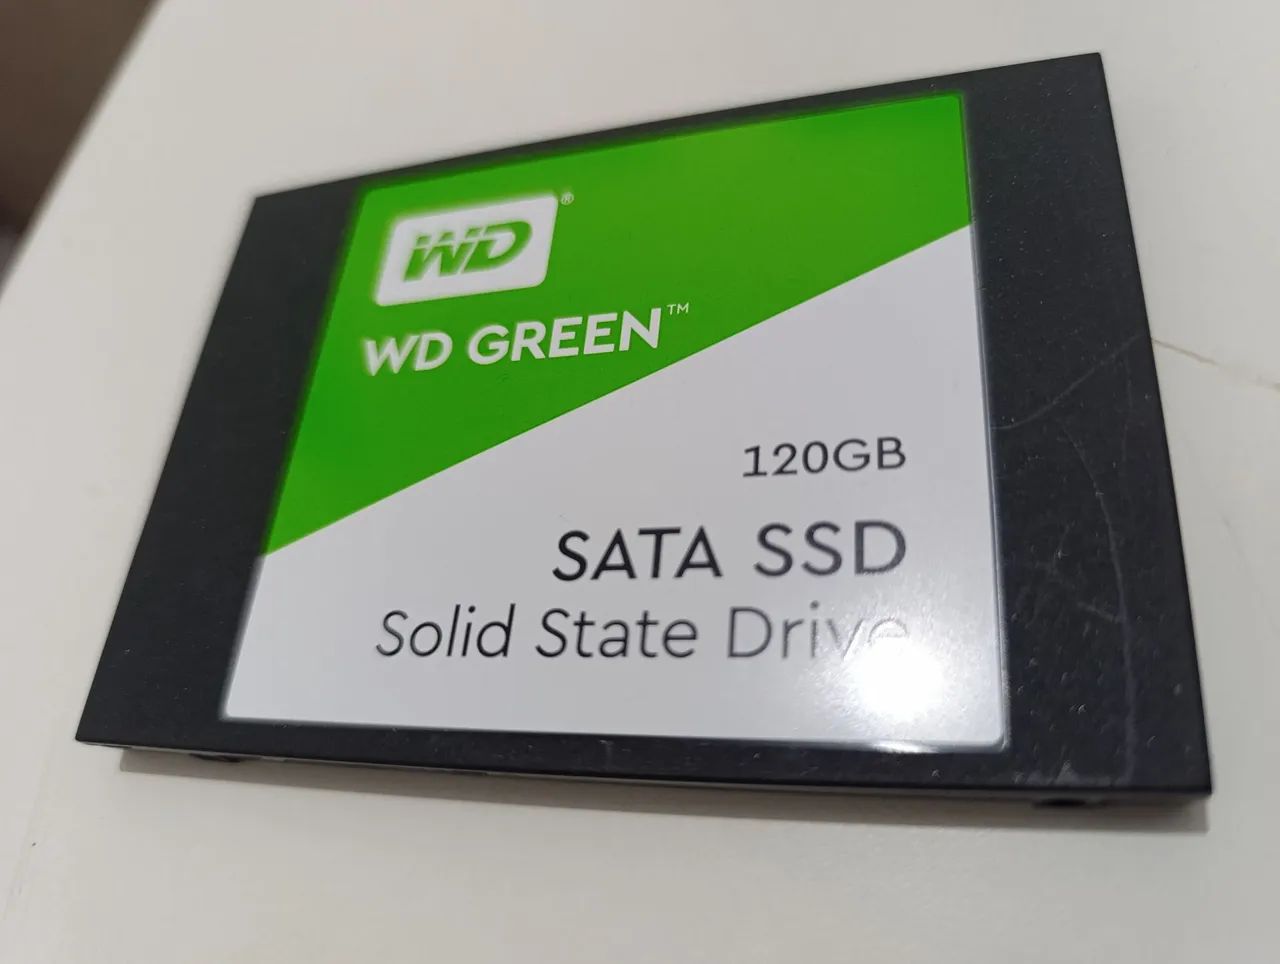 WD®
WD GREEN™
120GB
SATA SSD
Solid State Drive